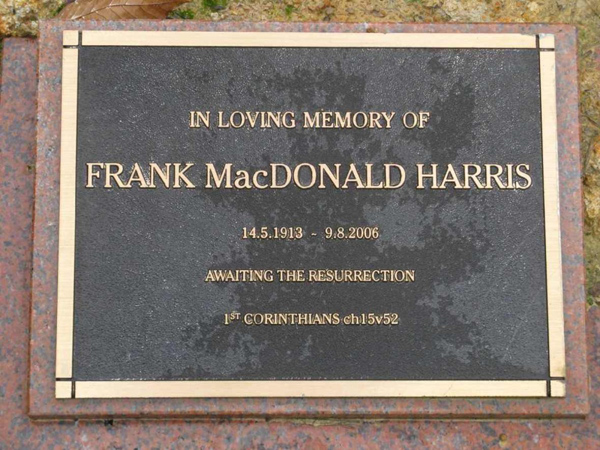 IN LOVING MEMORY OF
FRANK MacDONALD HARRIS
14.5.1913 - 9.8.2006
AWAITING THE RESURRECTION
1ST CORINTHIANS ch15v52